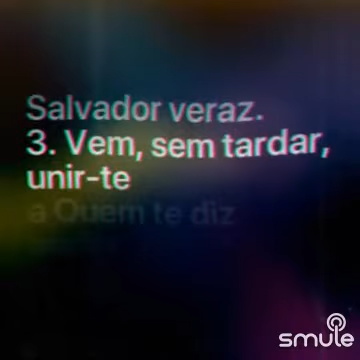 Salvador veraz.
3. Vem, sem tardar,
unir-te
a Quem te diz
smule